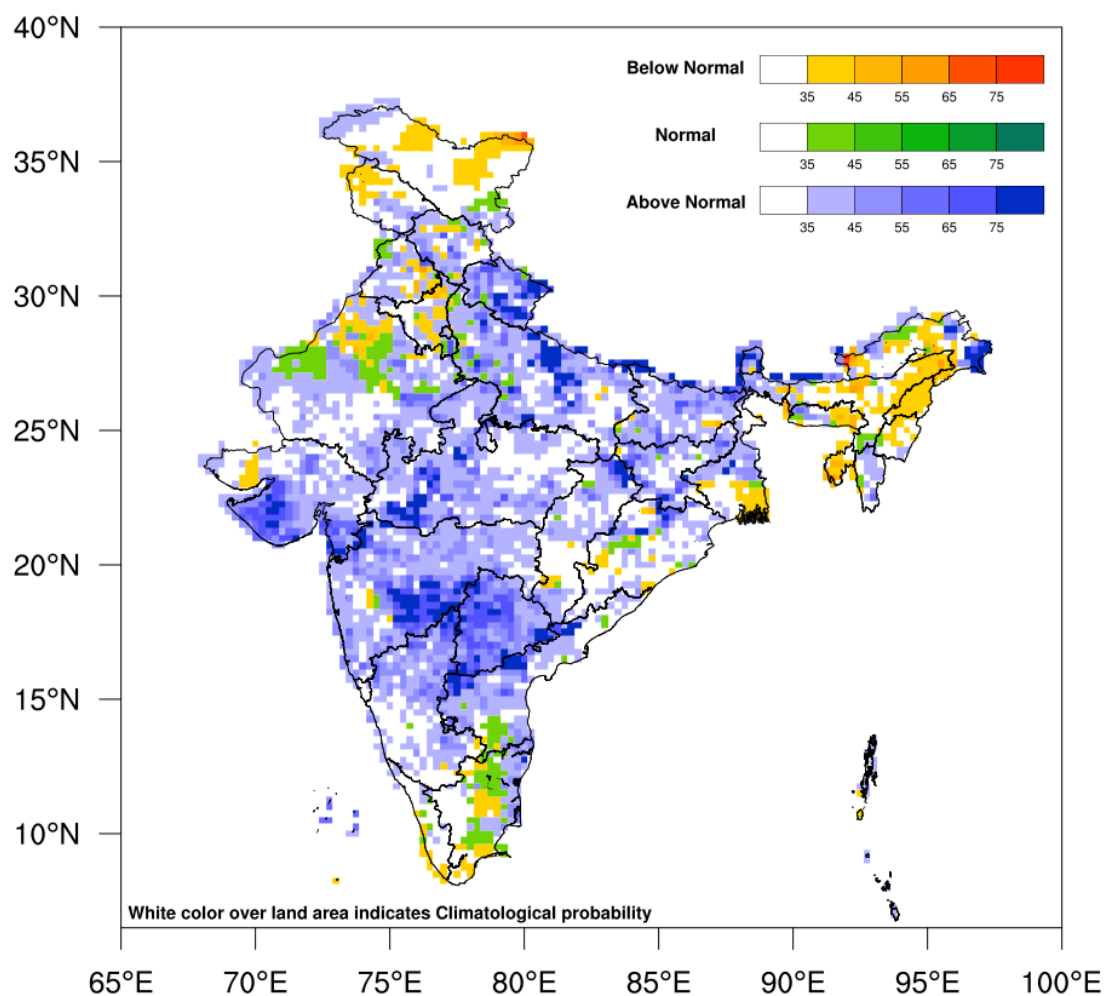 40°N
35°N
30°N
25°N
20°N
15°N
10°N
Below Normal
35 45 55 65 75
Normal
35 45 55 65 75
Above Normal
35 45 55 65 75
White color over land area indicates Climatological probability
65°E 70°E 75°E 80°E 85°E 90°E 95°E 100°E